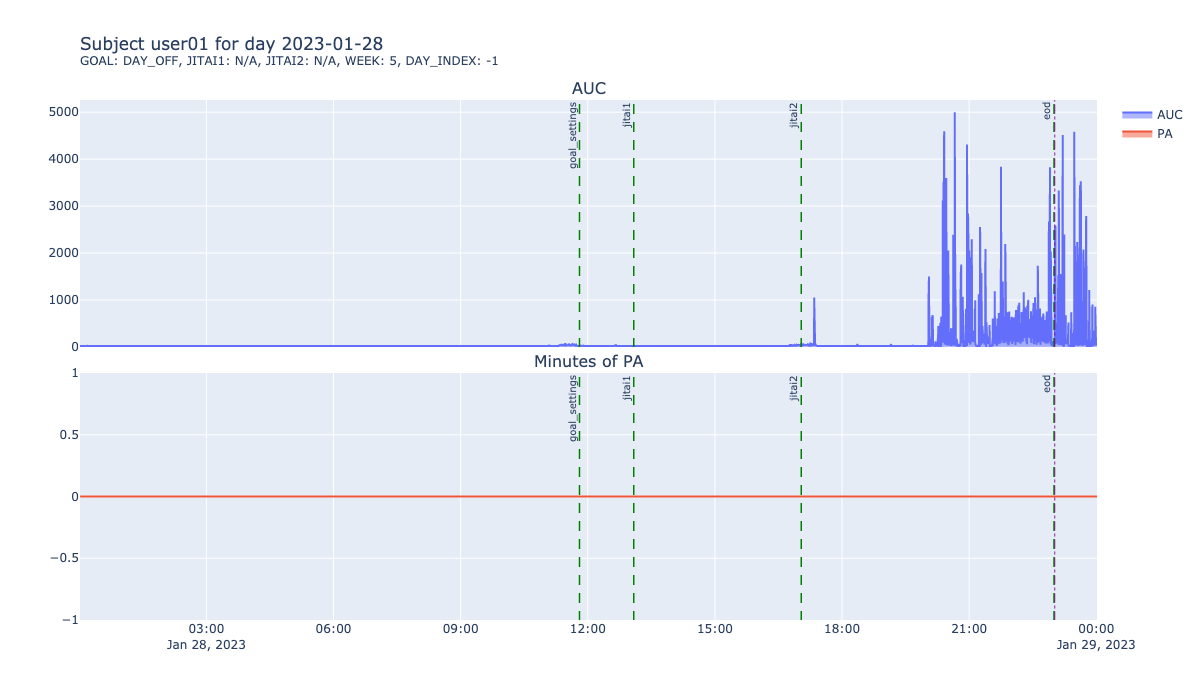 Subject user01 for day 2023-01-28
GOAL: DAY_OFF, JITAI1: N/A, JITAI2: N/A, WEEK: 5, DAY_INDEX: -1
AUC
5000
4000
3000
2000
1000
0
goal_settings
jitai1
jitai2
eod
AUC
PA
Minutes of PA
1
0.5
0
−0.5
−1
goal_settings
jitai1
jitai2
eod
03:00
06:00
09:00
12:00
15:00
18:00
21:00
00:00
Jan 28, 2023
Jan 29, 2023